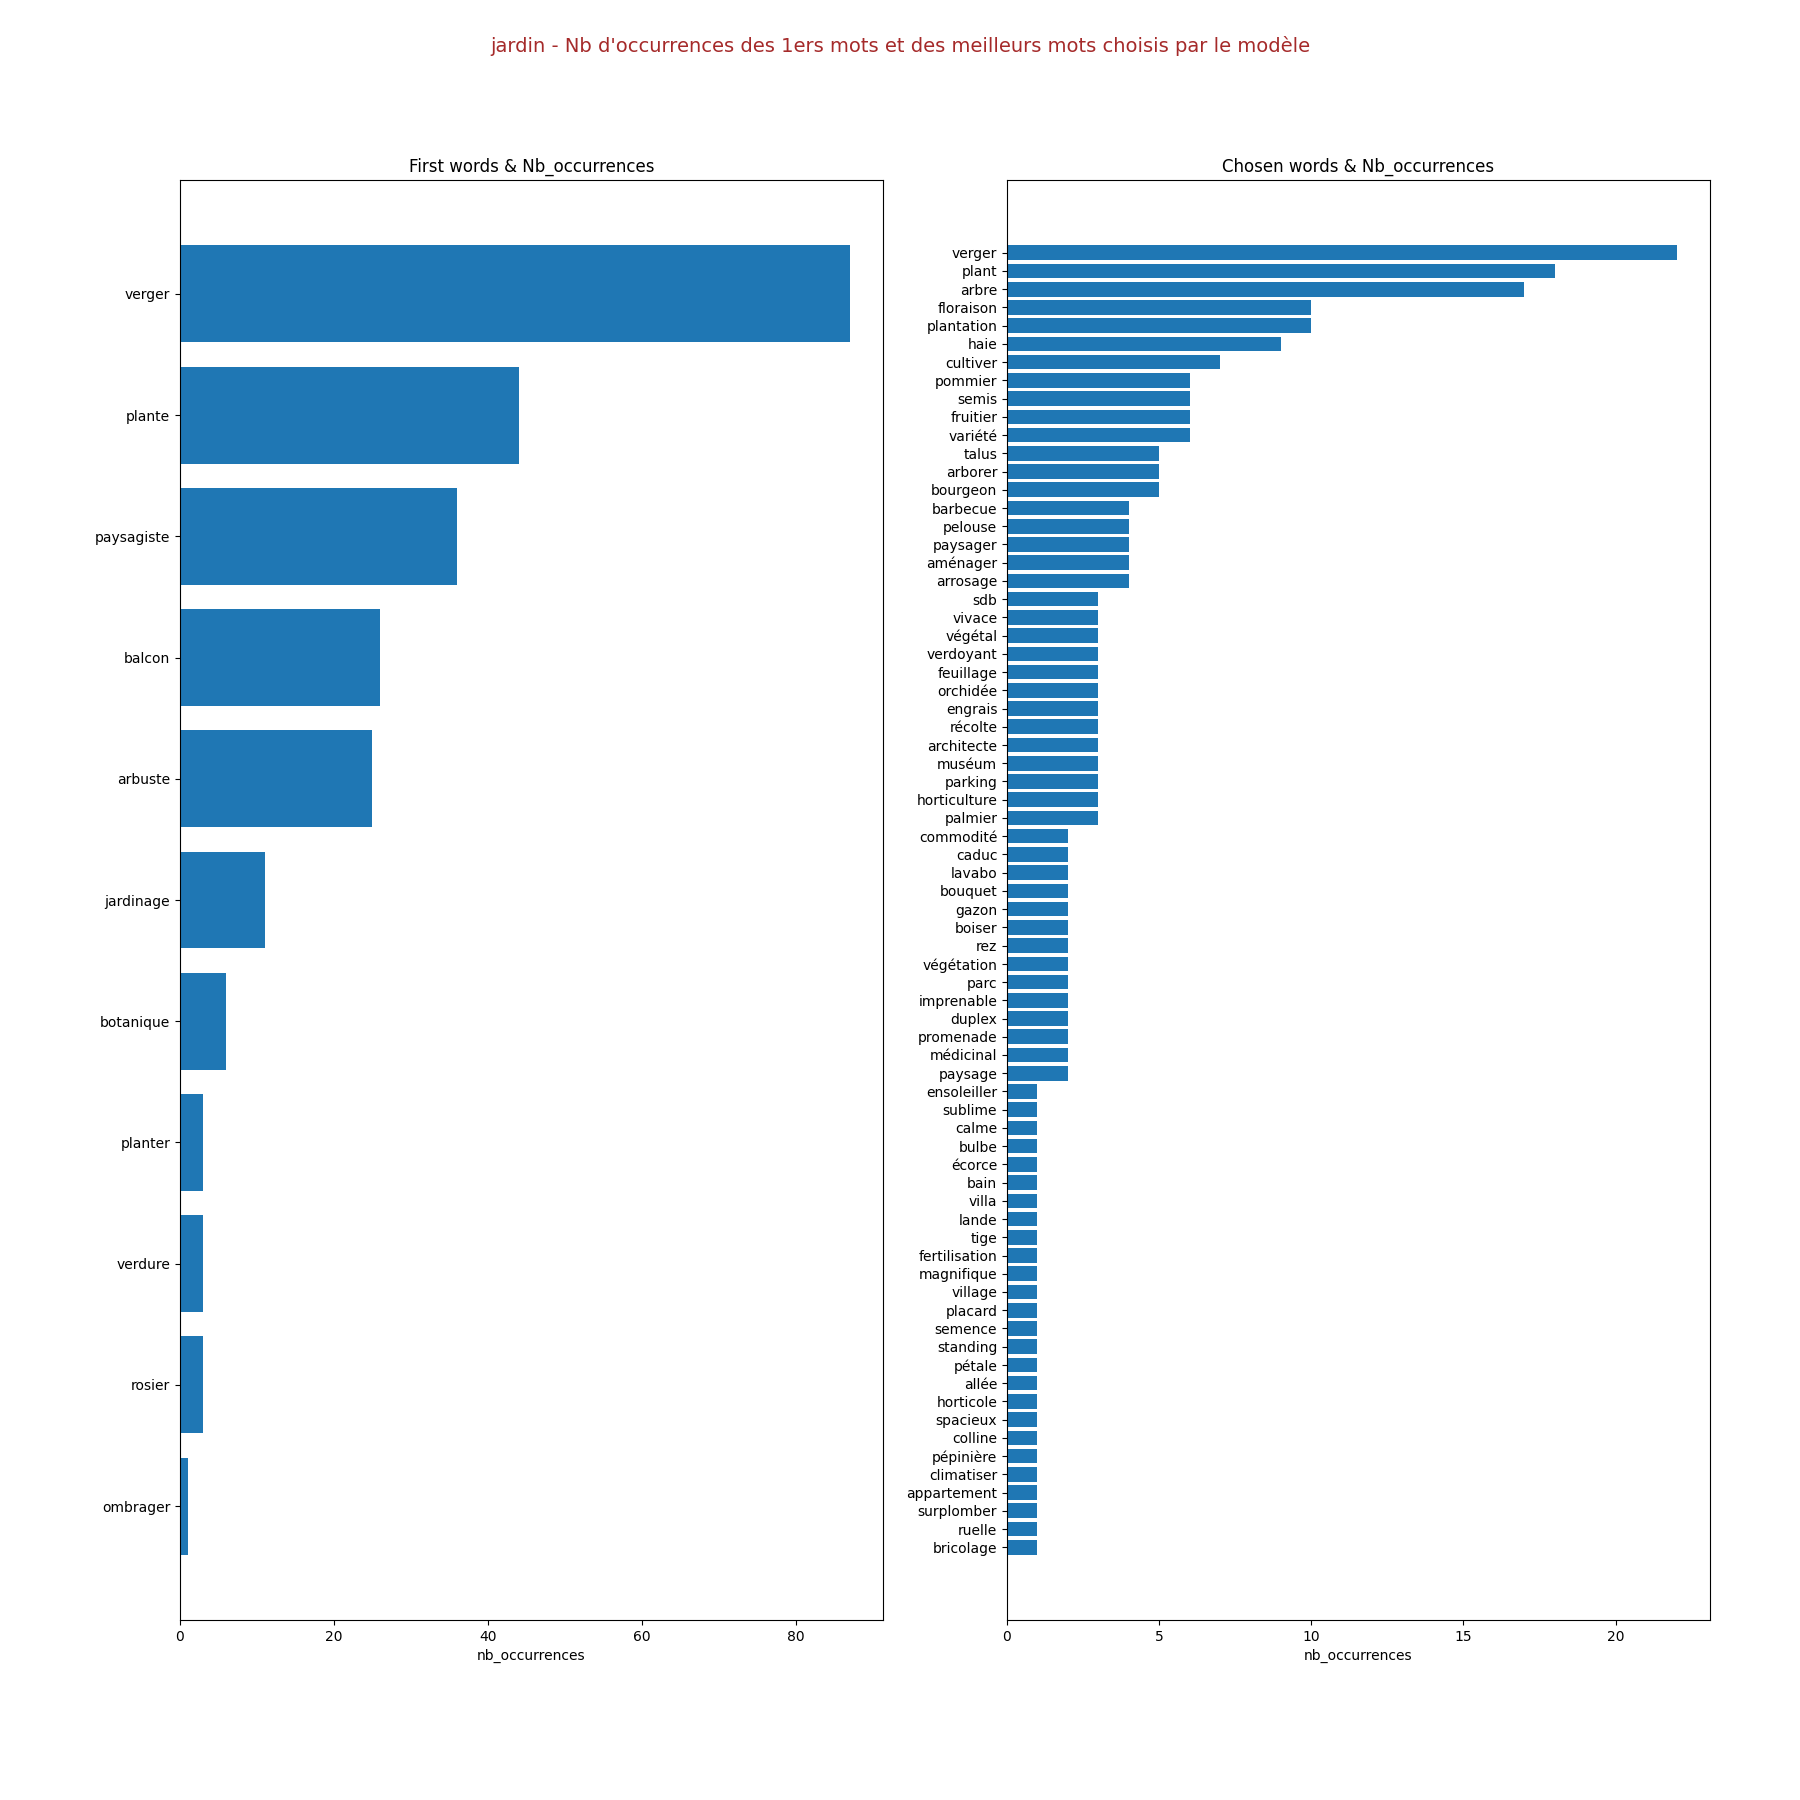 jardin - Nb d'occurrences des 1ers mots et des meilleurs mots choisis par le modèle
First words & Nb_occurrences
verger
plante
paysagiste
balcon
arbuste
jardinage
botanique
planter
verdure
rosier
ombrager
0 20 40 60 80
nb_occurrences
Chosen words & Nb_occurrences
verger
plant
arbre
floraison
plantation
haie
cultiver
pommier
semis
fruitier
variété
talus
arborer
bourgeon
barbecue
pelouse
paysager
aménager
arrosage
sdb
vivace
végétal
verdoyant
feuillage
orchidée
engrais
récolte
architecte
muséum
parking
horticulture
palmier
commodité
caduc
lavabo
bouquet
gazon
boiser
rez
végétation
parc
imprenable
duplex
promenade
médicinal
paysage
ensoleiller
sublime
calme
bulbe
écorce
bain
villa
lande
tige
fertilisation
magnifique
village
placard
semence
standing
pétale
allée
horticole
spacieux
colline
pépinière
climatiser
appartement
surplomber
ruelle
bricolage
0 5 10 15 20
nb_occurrences